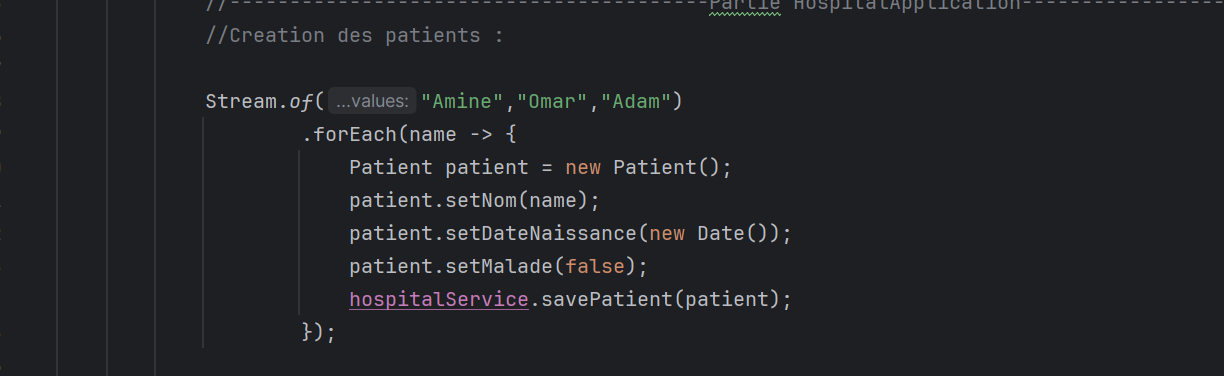 //----------------------------------------Partie HospitalApplication-----------------
//Creation des patients :
Stream.of( ...values: "Amine","Omar","Adam")
.forEach(name -> {
Patient patient = new Patient();
patient.setNom(name);
patient.setDateNaissance(new Date());
patient.setMalade(false);
hospitalService.savePatient(patient);
});